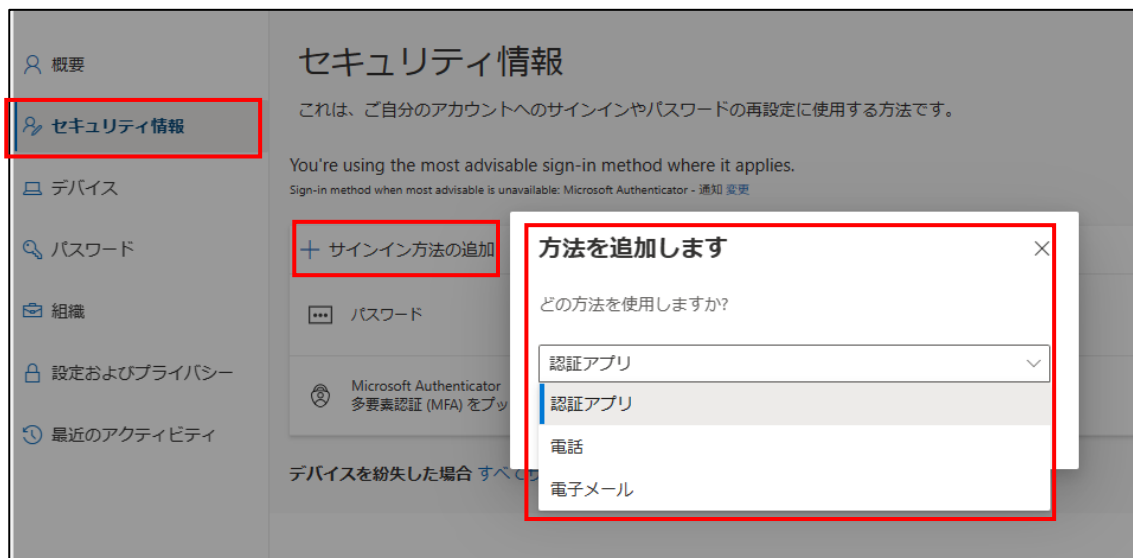 概要
セキュリティ情報
デバイス
パスワード
組織
設定およびプライバシー
最近のアクティビティ
セキュリティ情報
これは、ご自分のアカウントへのサインインやパスワードの再設定に使用する方法です。
You're using the most advisable sign-in method where it applies.
Sign-in method when most advisable is unavailable: Microsoft Authenticator - 通知 変更
サインイン方法の追加
パスワード
Microsoft Authenticator
多要素認証 (MFA) をプッ
デバイスを紛失した場合 すべて
方法を追加します
どの方法を使用しますか?
認証アプリ
認証アプリ
電話
電子メール